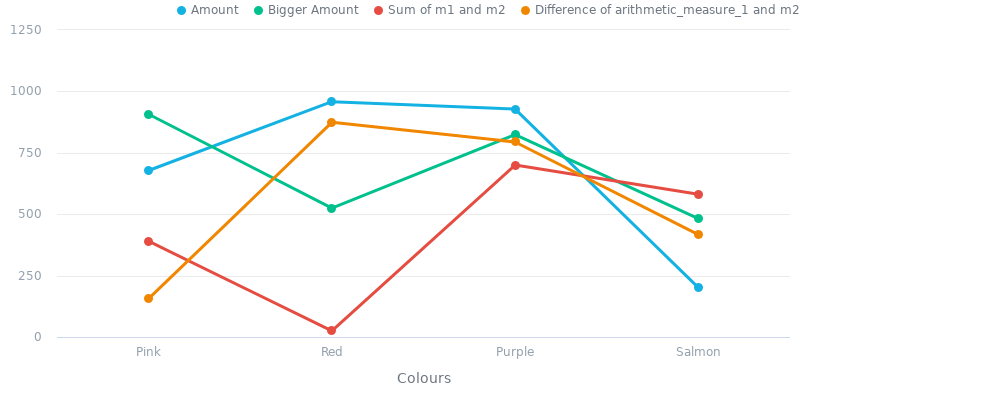 Amount Bigger Amount Sum of m1 and m2 Difference of arithmetic_measure_1 and m2
1250
1000
750
500
250
0
Pink Red Purple Salmon
Colours